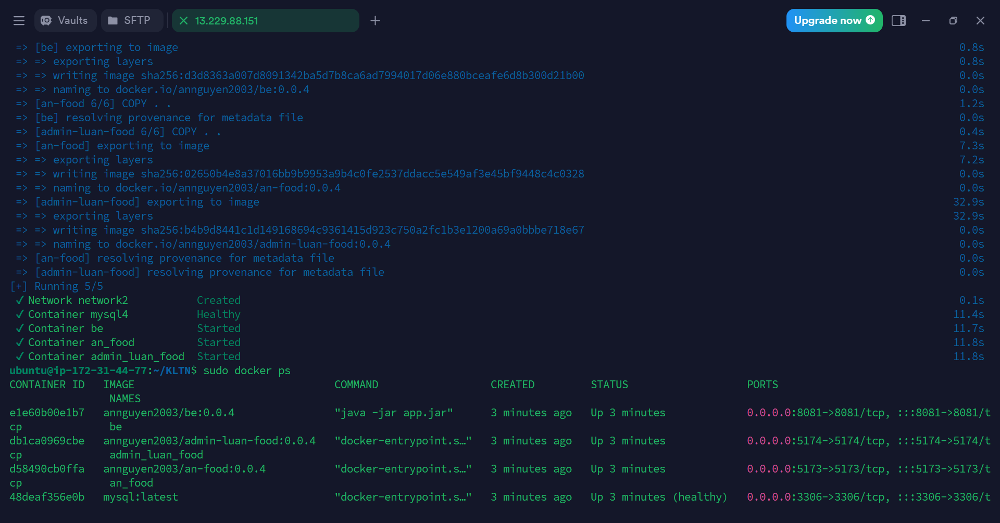 Vaults SFTP 13.229.88.151 Upgrade now
=> [be] exporting to image 0.8s
=> => exporting layers 0.8s
=> => writing image sha256:d3d8363a007d8091342ba5d7b8ca6ad7994017d06e880bceafe6d8b300d21b00 0.0s
=> => naming to docker.io/annguyen2003/be:0.0.4 0.0s
=> [an-food 6/6] COPY . . 1.2s
=> [be] resolving provenance for metadata file 0.0s
=> [admin-luan-food 6/6] COPY . . 0.4s
=> [an-food] exporting to image 7.3s
=> => exporting layers 7.2s
=> => writing image sha256:02650b4e8a37016bb9b9953a9b4c0fe2537ddacc5e549af3e45bf9448c4c0328 0.0s
=> => naming to docker.io/annguyen2003/an-food:0.0.4 0.0s
=> [admin-luan-food] exporting to image 32.9s
=> => exporting layers 32.9s
=> => writing image sha256:b4b9d8441c1d149168694c9361415d923c750a2fc1b3e1200a69a0bbbe718e67 0.0s
=> => naming to docker.io/annguyen2003/admin-luan-food:0.0.4 0.0s
=> [an-food] resolving provenance for metadata file 0.0s
=> [admin-luan-food] resolving provenance for metadata file 0.0s
[+] Running 5/5
✓ Network network2 Created 0.1s
✓ Container mysql4 Healthy 11.4s
✓ Container be Started 11.7s
✓ Container an_food Started 11.8s
✓ Container admin_luan_food Started 11.8s
ubuntu@ip-172-31-44-77:~/KLTN$ sudo docker ps
CONTAINER ID IMAGE COMMAND CREATED STATUS PORTS
NAMES
e1e60b00e1b7 annguyen2003/be:0.0.4 "java -jar app.jar" 3 minutes ago Up 3 minutes 0.0.0.0:8081->8081/tcp, :::8081->8081/t
cp be
db1ca0969cbe annguyen2003/admin-luan-food:0.0.4 "docker-entrypoint.s…" 3 minutes ago Up 3 minutes 0.0.0.0:5174->5174/tcp, :::5174->5174/t
cp admin_luan_food
d58490cb0ffa annguyen2003/an-food:0.0.4 "docker-entrypoint.s…" 3 minutes ago Up 3 minutes 0.0.0.0:5173->5173/tcp, :::5173->5173/t
cp an_food
48deaf356e0b mysql:latest "docker-entrypoint.s…" 3 minutes ago Up 3 minutes (healthy) 0.0.0.0:3306->3306/tcp, :::3306->3306/t